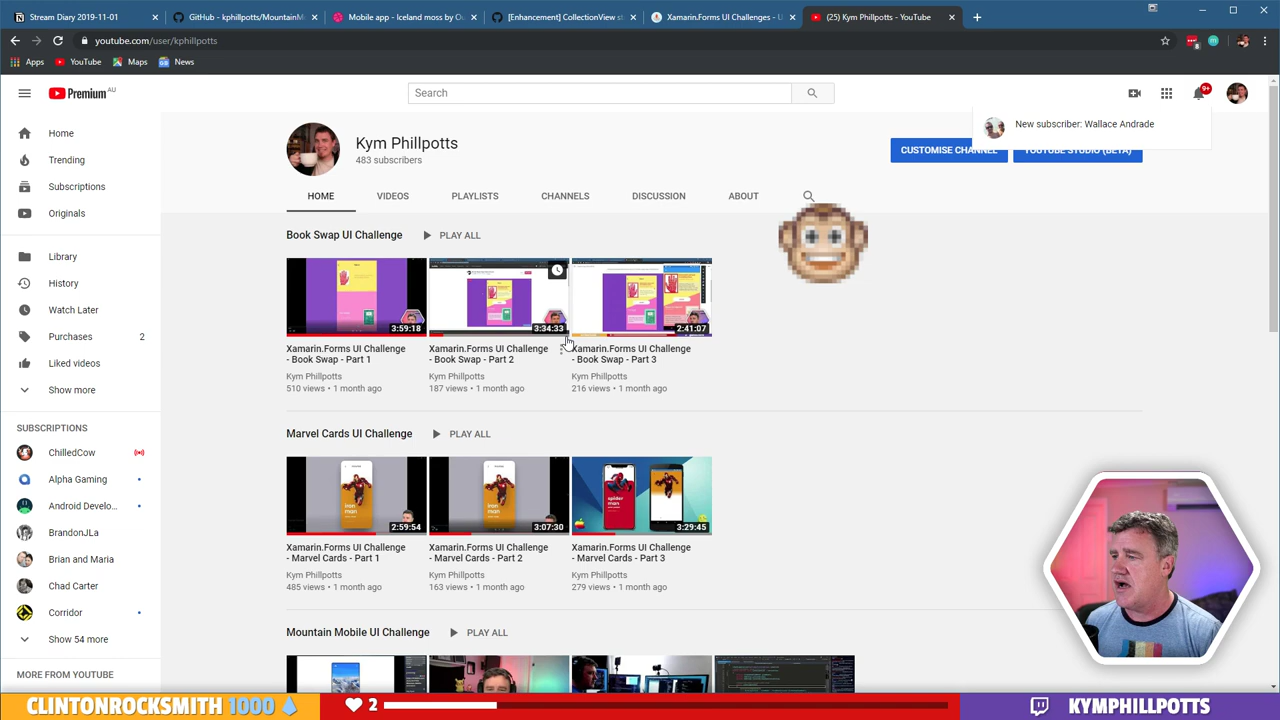 Stream Diary 2019-11-01
GitHub - kphillpotts/MountainM
Mobile app - Iceland moss by Ou
[Enhancement] CollectionView st
Xamarin.Forms UI Challenges - L
(25) Kym Phillpotts - YouTube
youtube.com/user/kphillpotts
Apps
YouTube
Maps
News
Premium AU
Search
9+
New subscriber: Wallace Andrade
Kym Phillpotts
483 subscribers
CUSTOMISE CHANNEL
YOUTUBE STUDIO (BETA)
HOME
VIDEOS
PLAYLISTS
CHANNELS
DISCUSSION
ABOUT
Home
Trending
Subscriptions
Originals
Library
History
Watch Later
Purchases 2
Liked videos
Show more
SUBSCRIPTIONS
ChilledCow
Alpha Gaming
Android Develo...
BrandonJLa
Brian and Maria
Chad Carter
Corridor
Show 54 more
MORE FROM YOUTUBE
Book Swap UI Challenge
PLAY ALL
3:59:18
3:34:33
2:41:07
Xamarin.Forms UI Challenge
- Book Swap - Part 1
Kym Phillpotts
510 views • 1 month ago
Xamarin.Forms UI Challenge
- Book Swap - Part 2
Kym Phillpotts
187 views • 1 month ago
Xamarin.Forms UI Challenge
- Book Swap - Part 3
Kym Phillpotts
216 views • 1 month ago
Marvel Cards UI Challenge
PLAY ALL
iron man
2:59:54
iron man
3:07:30
spider man
3:29:45
Xamarin.Forms UI Challenge
- Marvel Cards - Part 1
Kym Phillpotts
485 views • 1 month ago
Xamarin.Forms UI Challenge
- Marvel Cards - Part 2
Kym Phillpotts
163 views • 1 month ago
Xamarin.Forms UI Challenge
- Marvel Cards - Part 3
Kym Phillpotts
279 views • 1 month ago
Mountain Mobile UI Challenge
PLAY ALL
CLINTONROCKSMITH 1000
2
KYMPHILLPOTTS